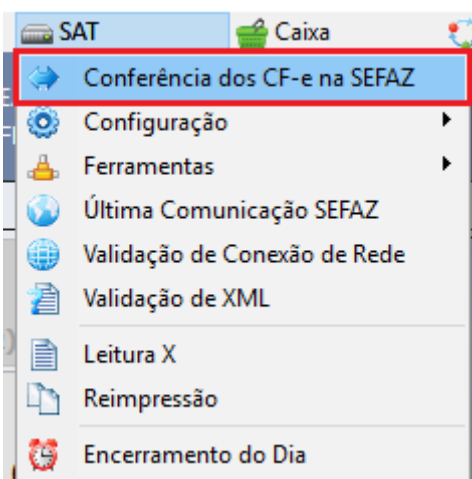 SAT Caixa
Conferência dos CF-e na SEFAZ
Configuração
Ferramentas
Última Comunicação SEFAZ
Validação de Conexão de Rede
Validação de XML
Leitura X
Reimpressão
Encerramento do Dia